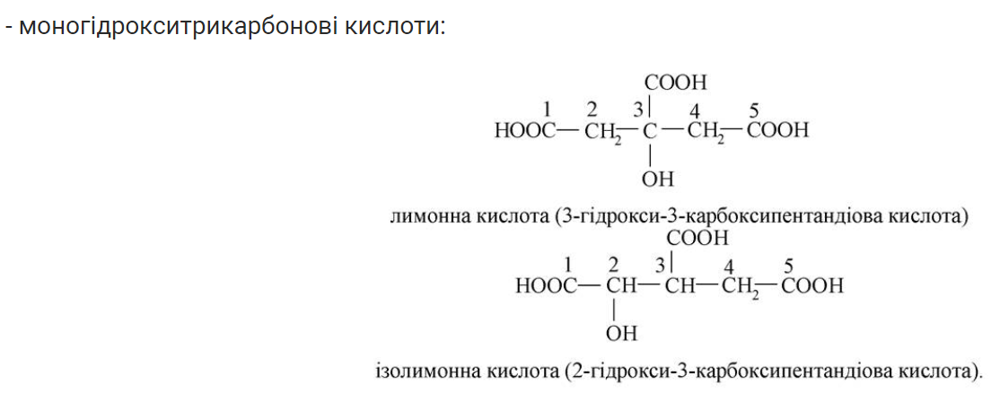 - моногідрокситрикарбонові кислоти:
COOH
1 2 3| 4 5
HOOC— CH₂—C—CH₂—COOH
|
OH
лимонна кислота (3-гідрокси-3-карбоксипентандіова кислота)
COOH
1 2 3| 4 5
HOOC— CH—CH—CH₂—COOH
|
OH
ізолимонна кислота (2-гідрокси-3-карбоксипентандіова кислота).